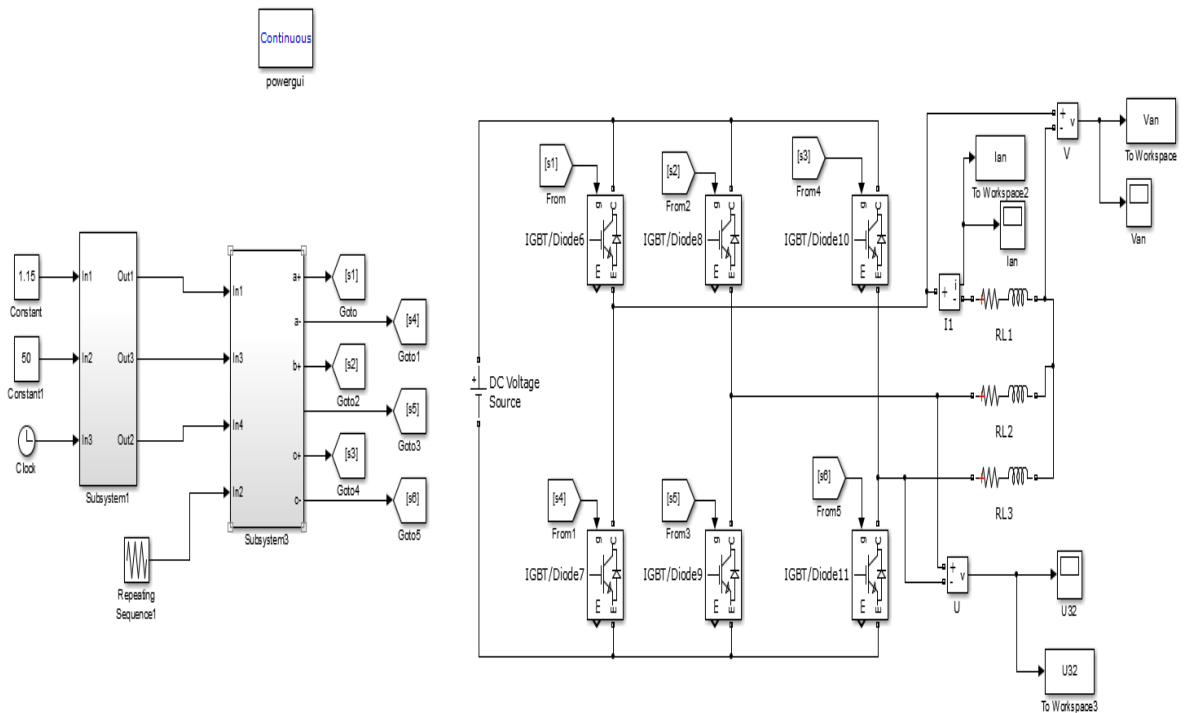 Continuous
powergui
1.15
Constant
50
Constant1
Clock
In1
In2
In3
Out1
Out3
Out2
Subsystem1
Repeating
Sequence1
In1
In3
In4
In2
a+
a-
b+
c+
c-
Subsystem3
[s1]
Goto
[s4]
Goto1
[s2]
Goto2
[s5]
Goto3
[s3]
Goto4
[s6]
Goto5
+
DC Voltage
Source
[s1]
From
g
C
E
E
IGBT/Diode6
[s2]
From2
g
C
E
E
IGBT/Diode8
[s3]
From4
g
C
E
E
IGBT/Diode10
[s4]
From1
g
C
E
E
IGBT/Diode7
[s5]
From3
g
C
E
E
IGBT/Diode9
[s6]
From5
g
C
E
E
IGBT/Diode11
+
-
v
V
Van
To Workspace
Van
Ian
To Workspace2
Ian
+
i
-
I1
+
RL1
+
RL2
+
RL3
+
-
v
U
U32
U32
To Workspace3